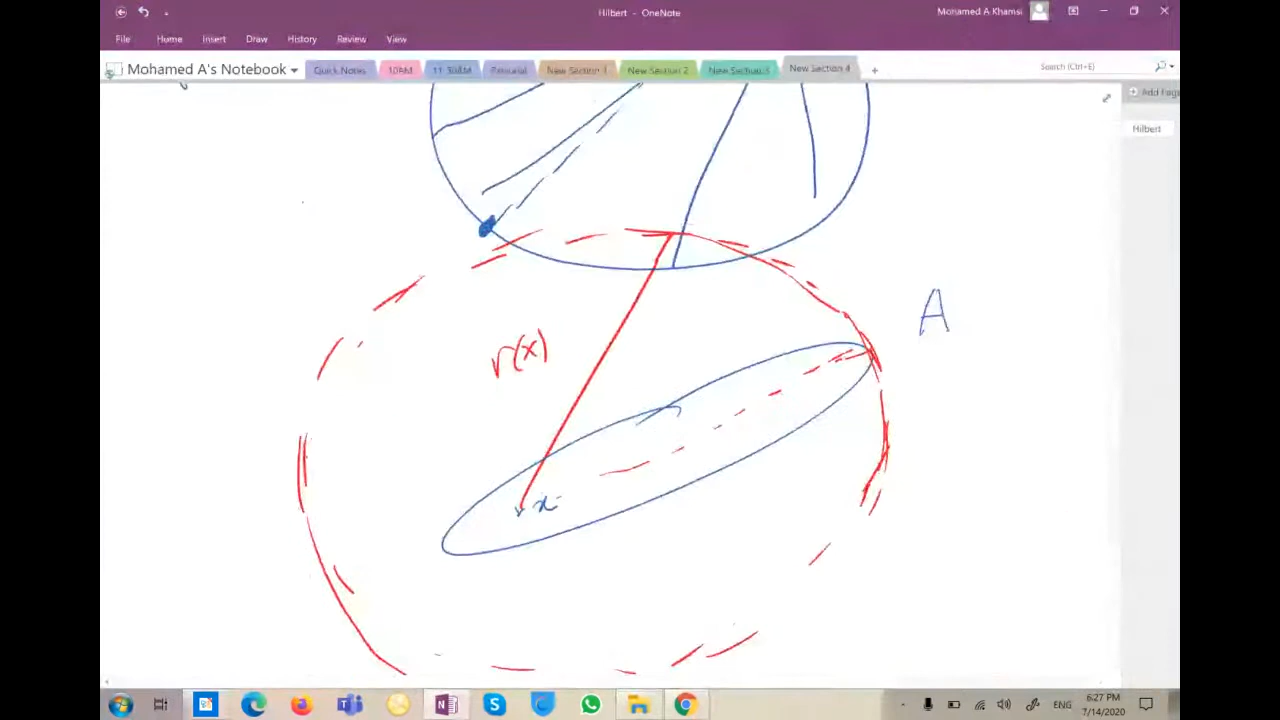 Hilbert - OneNote
Mohamed A Khamsi
File Home Insert Draw History Review View
Mohamed A's Notebook
Quick Notes
10AM
New Section 1
New Section 2
New Section 3
New Section 4
Search (Ctrl+E)
Add Page
Hilbert
A
r(x)
x
ENG
6:27 PM
7/14/2020